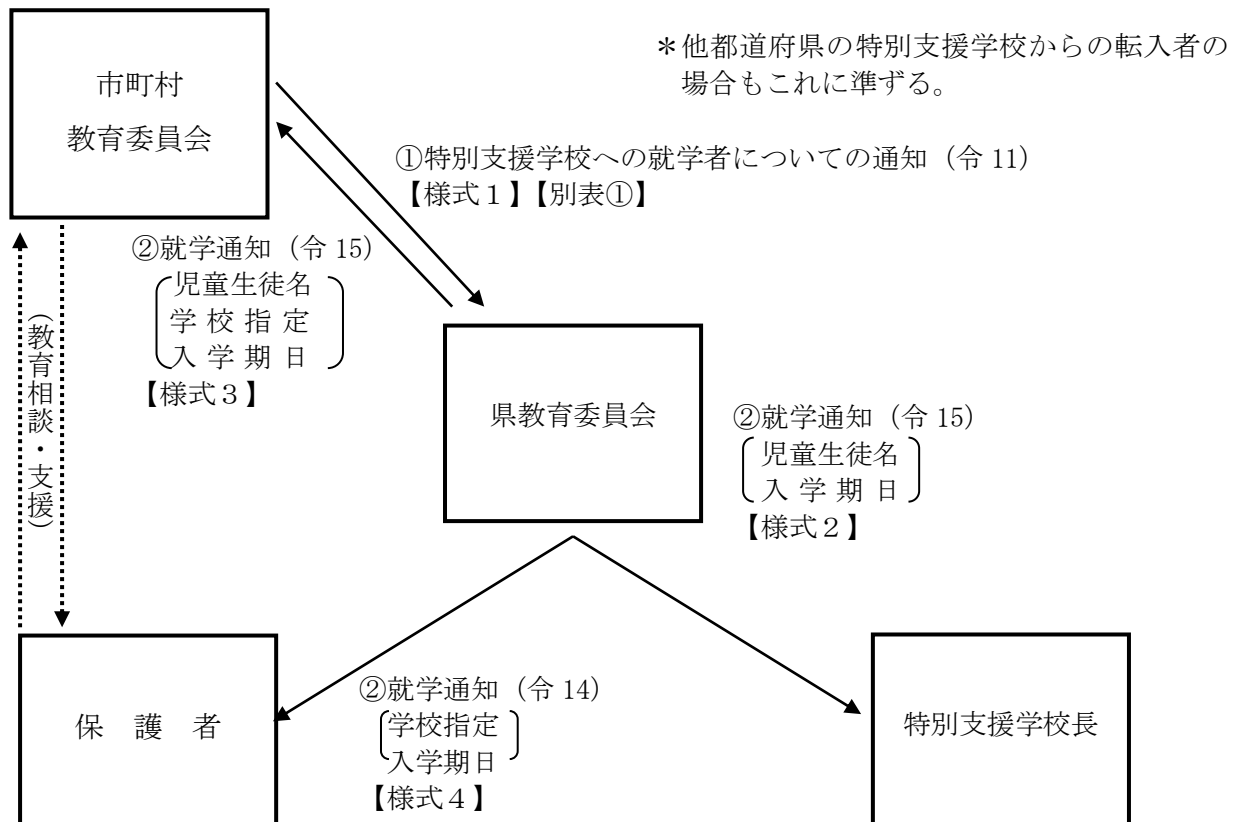 市町村
教育委員会
＊他都道府県の特別支援学校からの転入者の
場合もこれに準ずる。
①特別支援学校への就学者についての通知（令 11）
【様式１】【別表①】
②就学通知（令 15）
児童生徒名
学 校 指 定
入 学 期 日
【様式３】
（教育相談・支援）
県教育委員会
②就学通知（令 15）
児童生徒名
入 学 期 日
【様式２】
保　護　者
②就学通知（令 14）
学校指定
入学期日
【様式４】
特別支援学校長